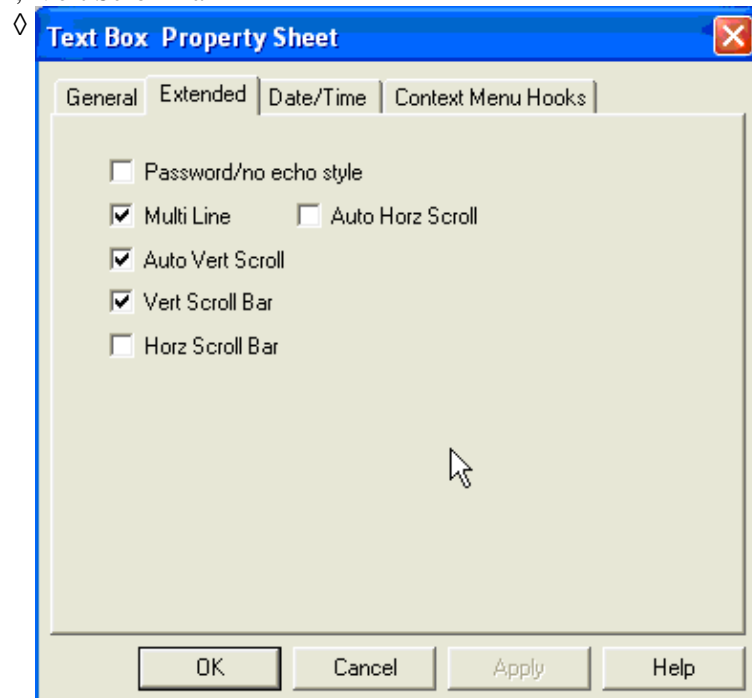 Text Box Property Sheet
General Extended Date/Time Context Menu Hooks
Password/no echo style
Multi Line Auto Horz Scroll
Auto Vert Scroll
Vert Scroll Bar
Horz Scroll Bar
OK Cancel Apply Help